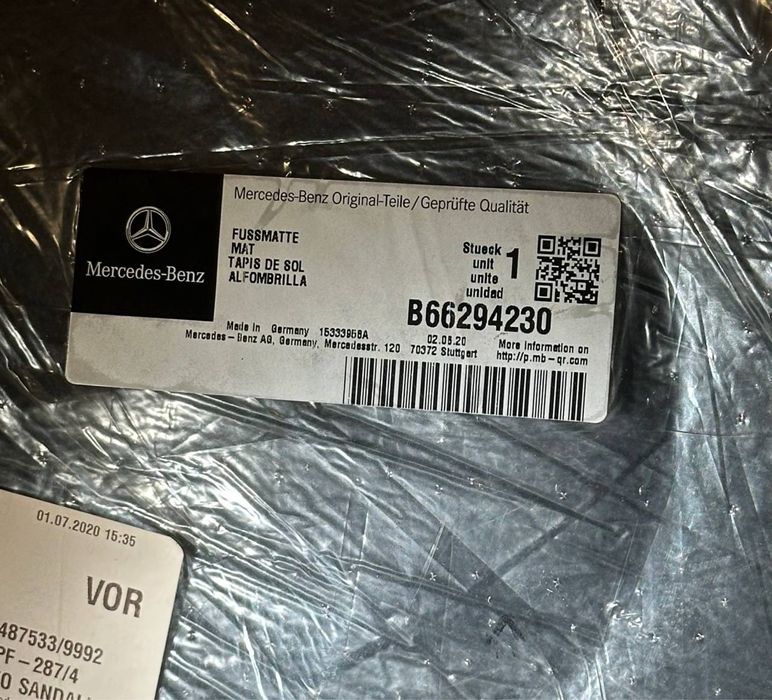 Mercedes-Benz Original-Teile/Geprüfte Qualität
Mercedes-Benz
FUSSMATTE
MAT
TAPIS DE SOL
ALFOMBRILLA
Stueck
unit
unite
unidad
1
B66294230
Made in Germany 15333958A
02.03.20
Mercedes-Benz AG, Germany, Mercedesstr. 120 70372 Stuttgart
More Information on
http://p.mb-qr.com
01.07.2020 15:35
VOR
487533/9992
PF-287/4
O SANDAL